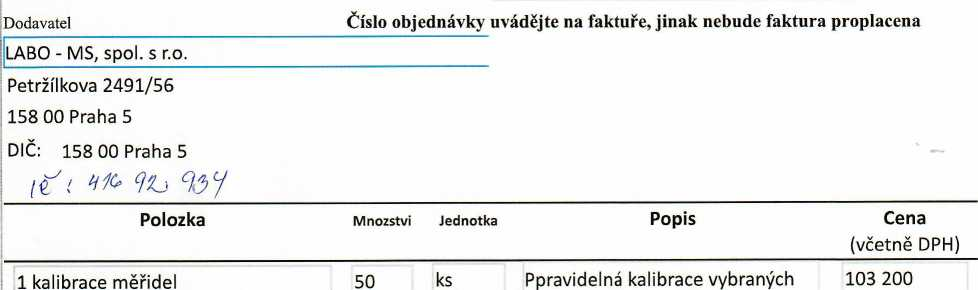 Dodavatel Číslo objednávky uvádějte na faktuře, jinak nebude faktura proplacena
LABO - MS, spol. s r.o.
Petržílkova 2491/56
158 00 Praha 5
DIČ: 158 00 Praha 5
IČ: 416 92 934
Polozka Mnozstvi Jednotka Popis Cena
(včetně DPH)
1 kalibrace měřidel 50 ks Ppravidelná kalibrace vybraných 103 200